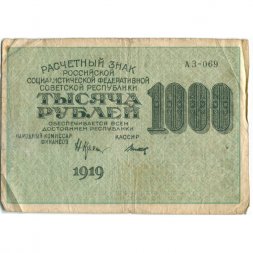 РАСЧЕТНЫЙ ЗНАК
РОССИЙСКОЙ
СОЦИАЛИСТИЧЕСКОЙ ФЕДЕРАТИВНОЙ
СОВЕТСКОЙ РЕСПУБЛИКИ
АЗ-069
ТЫСЯЧА
РУБЛЕЙ
1000
ОБЕСПЕЧИВАЕТСЯ ВСЕМ
ДОСТОЯНИЕМ РЕСПУБЛИКИ
НАРОДНЫЙ КОМИССАР
ФИНАНСОВ
КАССИР
1919